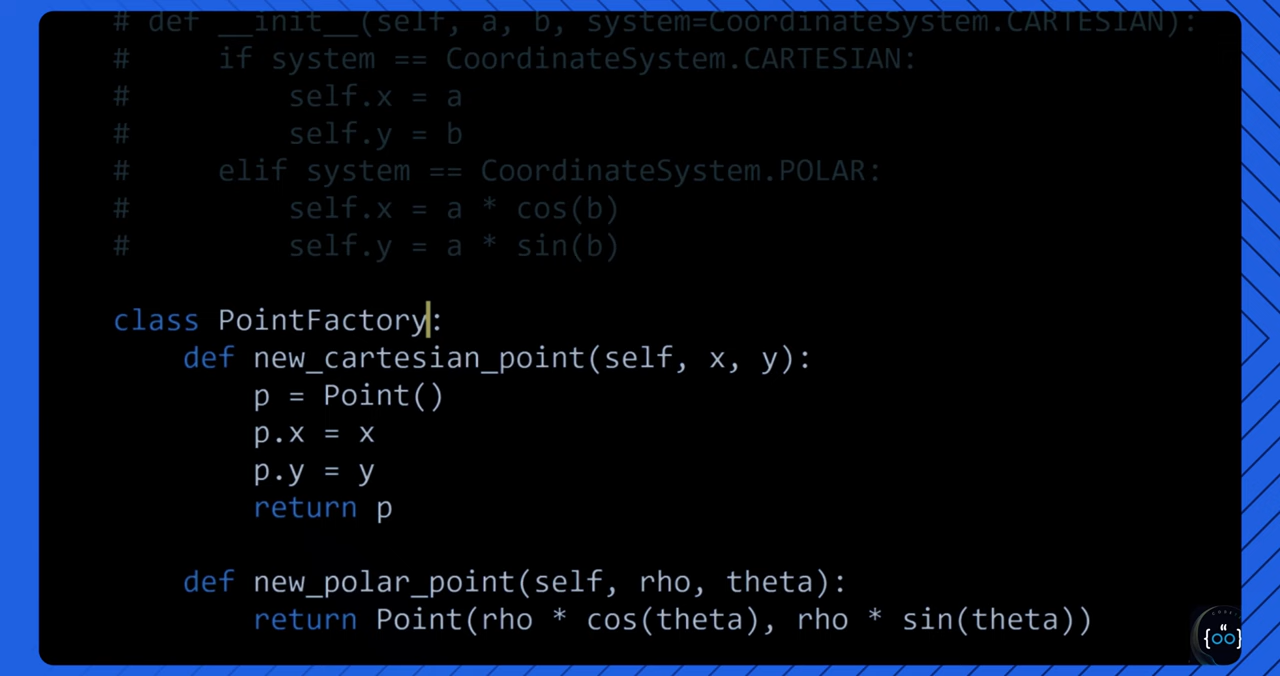 # def __init__(self, a, b, system=CoordinateSystem.CARTESIAN):
#     if system == CoordinateSystem.CARTESIAN:
#         self.x = a
#         self.y = b
#     elif system == CoordinateSystem.POLAR:
#         self.x = a * cos(b)
#         self.y = a * sin(b)
class PointFactory:
    def new_cartesian_point(self, x, y):
        p = Point()
        p.x = x
        p.y = y
        return p
    def new_polar_point(self, rho, theta):
        return Point(rho * cos(theta), rho * sin(theta))